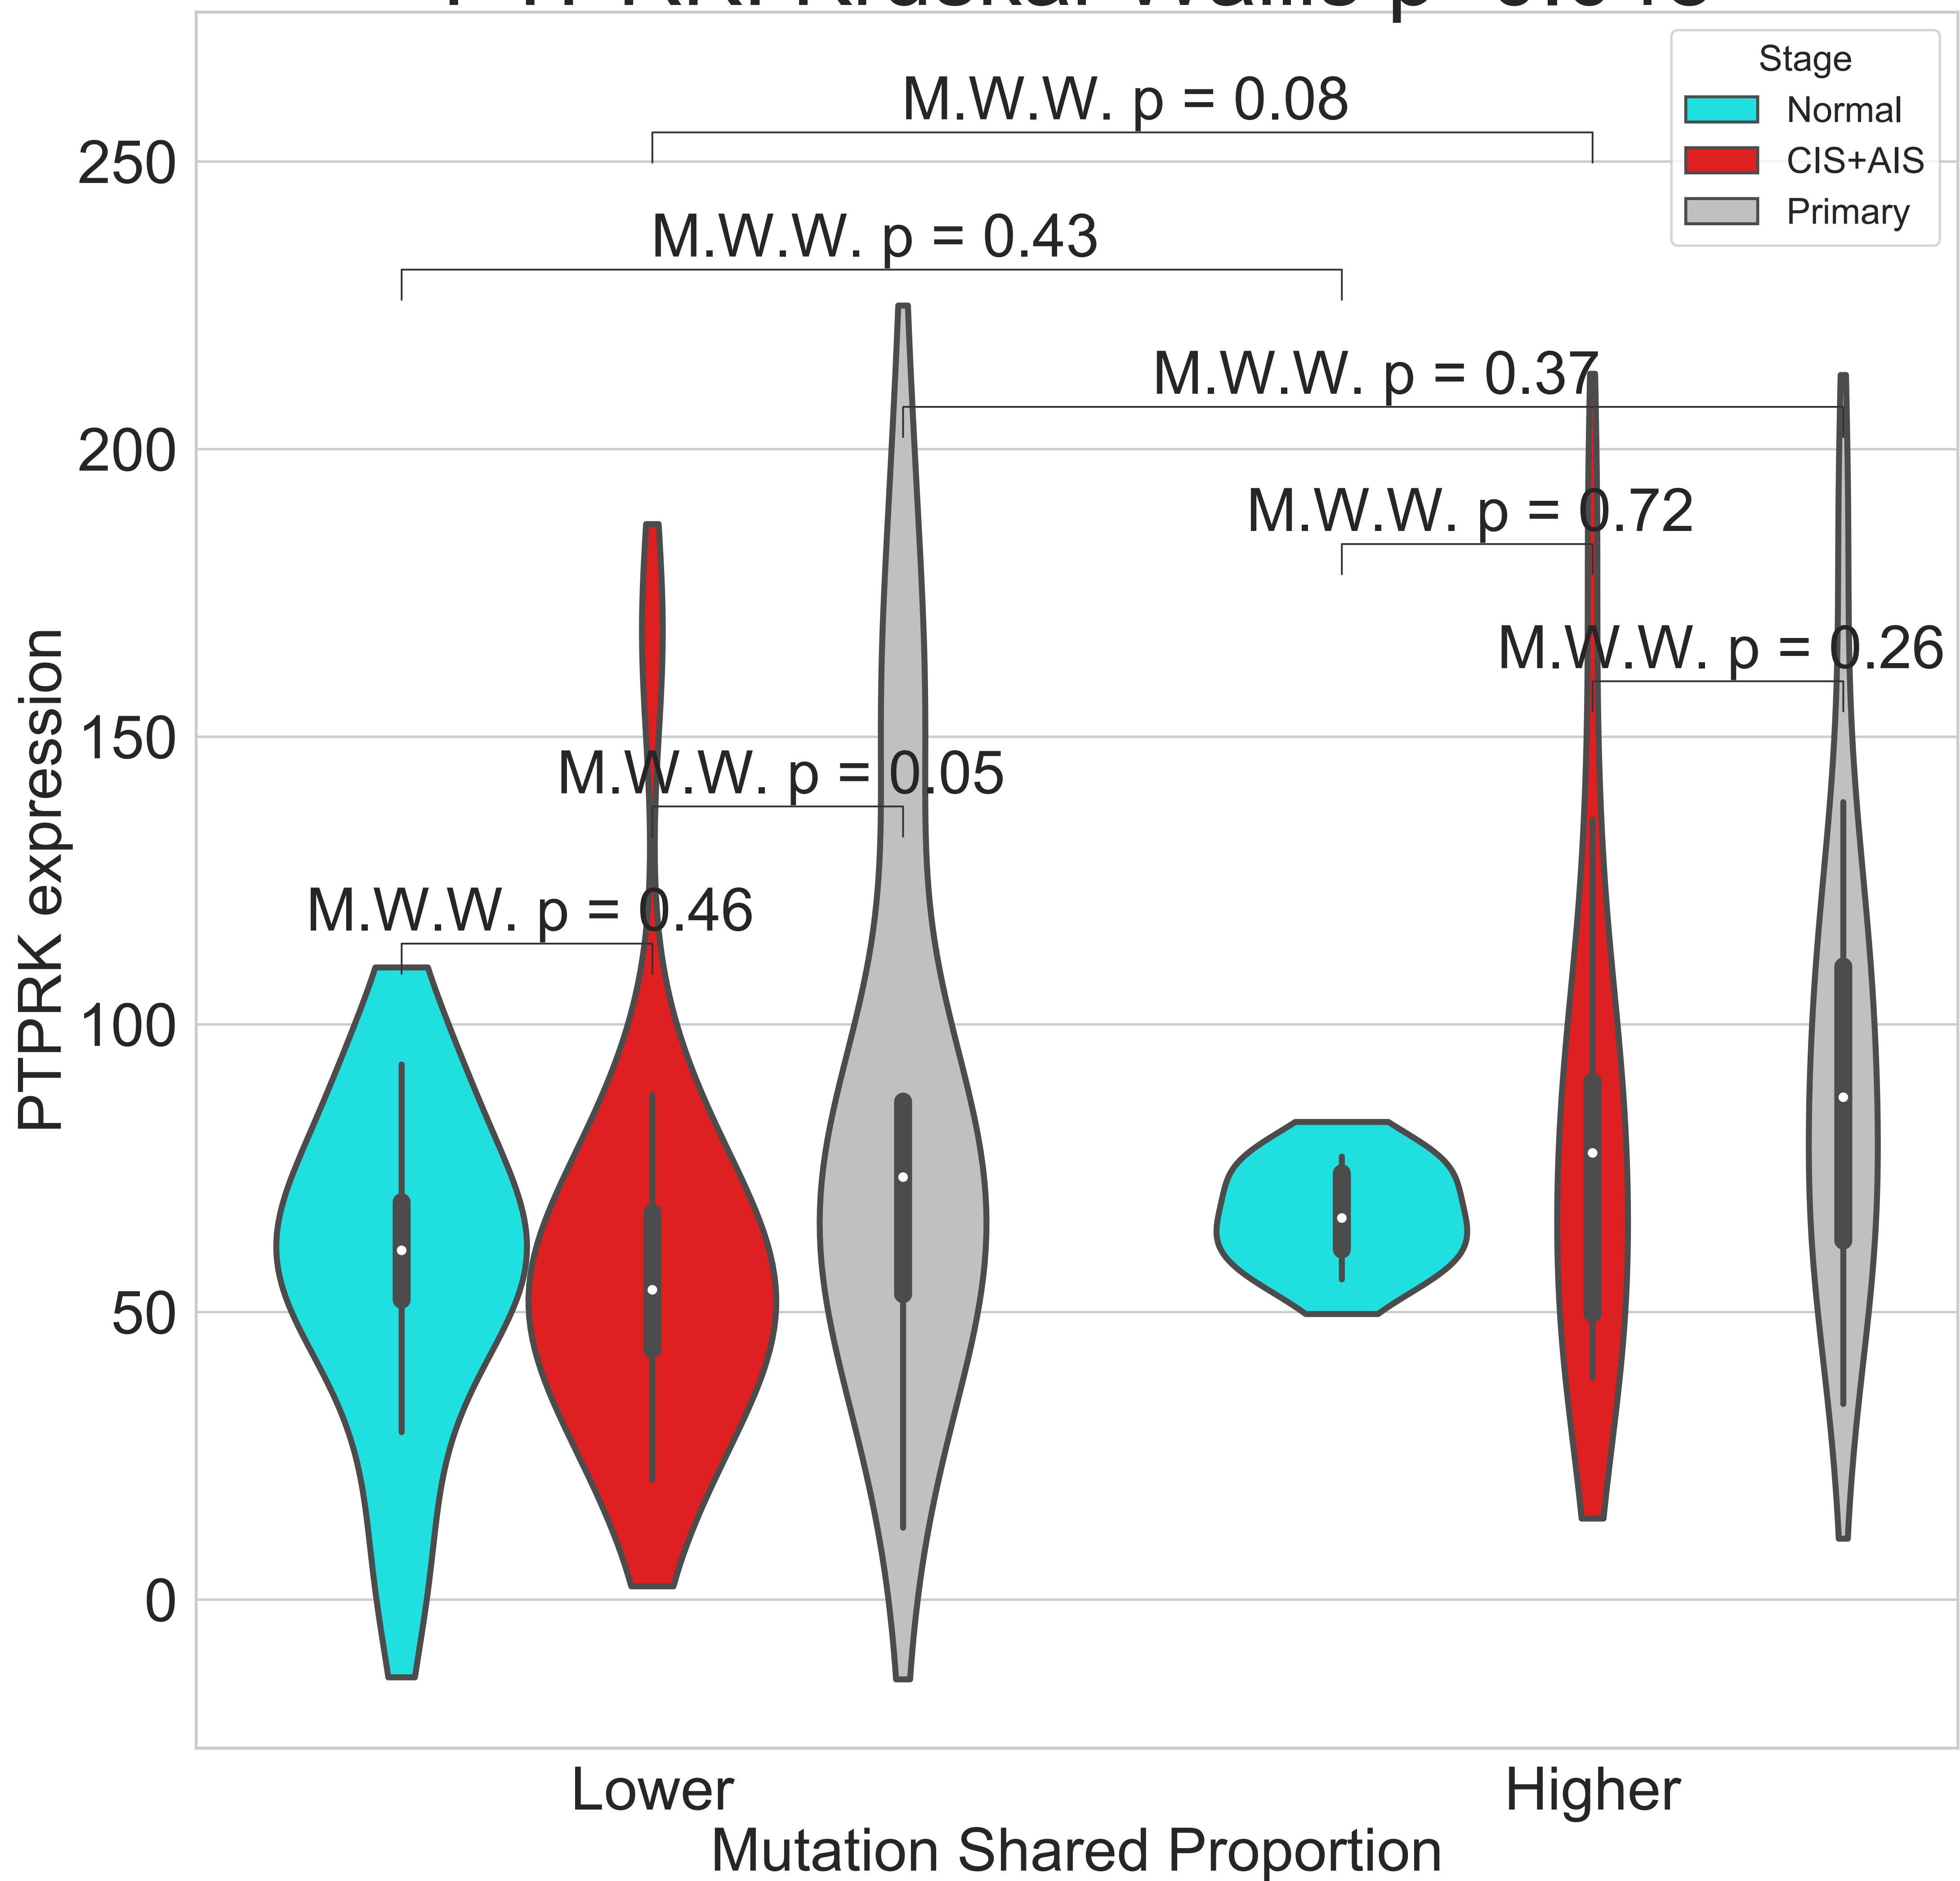 Stage
Normal
CIS+AIS
Primary
M.W.W. p = 0.08
M.W.W. p = 0.43
M.W.W. p = 0.37
M.W.W. p = 0.72
M.W.W. p = 0.26
M.W.W. p = 0.05
M.W.W. p = 0.46
250
200
150
100
50
0
PTPRK expression
Lower
Higher
Mutation Shared Proportion